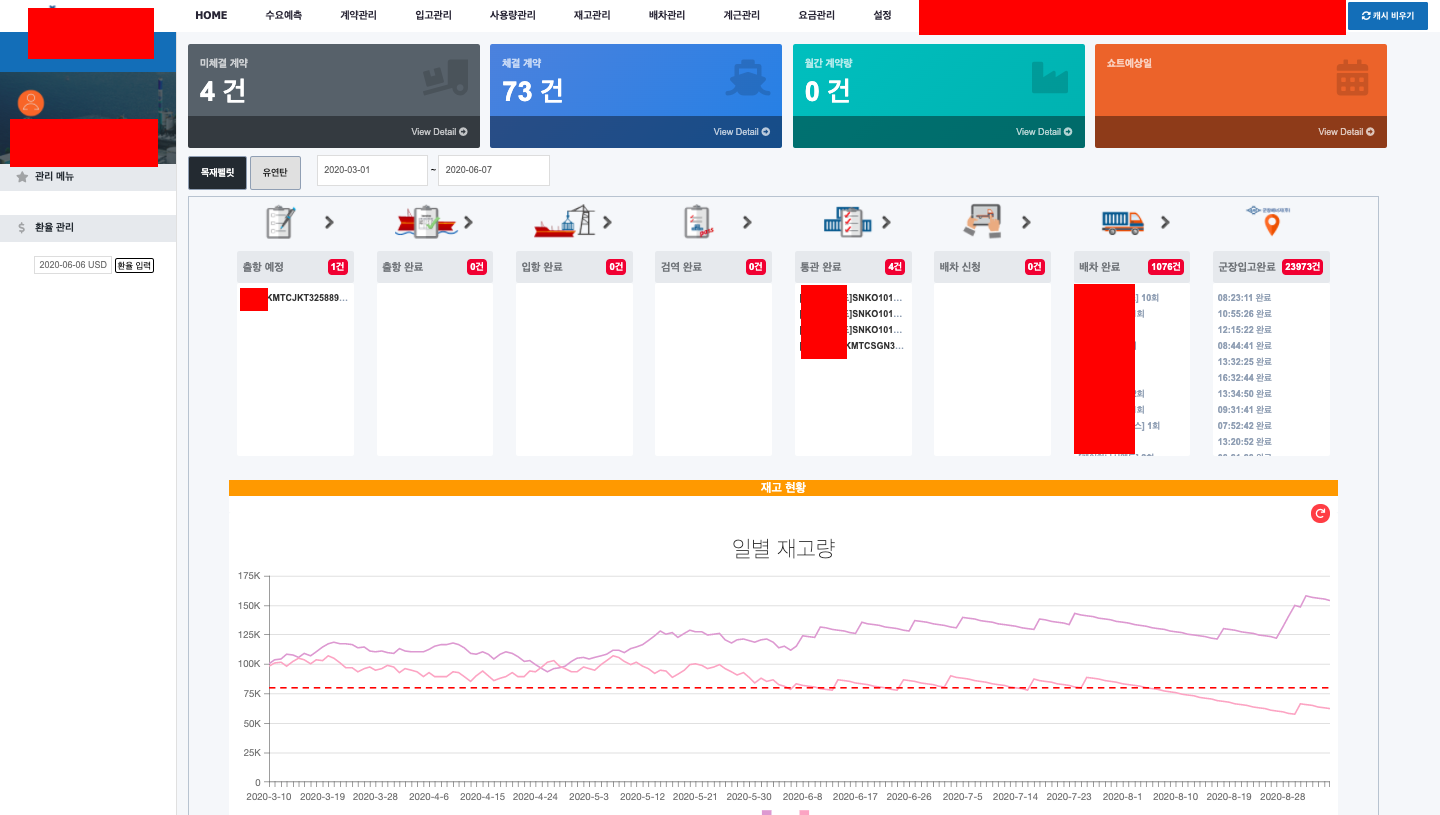 HOME 수요예측 계약관리 입고관리 사용량관리 재고관리 배차관리 계근관리 요금관리 설정 캐시 비우기
관리 메뉴
환율 관리
2020-06-06 USD 환율 입력
미체결 계약
4 건
View Detail
체결 계약
73 건
View Detail
월간 계약량
0 건
View Detail
쇼트예상일
View Detail
목재펠릿 유연탄 2020-03-01 ~ 2020-06-07
출항 예정 1건
KMTCJKT325889...
출항 완료 0건
입항 완료 0건
검역 완료 0건
pass
통관 완료 4건
]SNKO101...
]SNKO101...
]SNKO101...
KMTCSGN3...
배차 신청 0건
배차 완료 1076건
] 10회
회
회
회
스] 1회
군장입고완료 23973건
08:23:11 완료
10:55:26 완료
12:15:22 완료
08:44:41 완료
13:32:25 완료
16:32:44 완료
13:34:50 완료
09:31:41 완료
07:52:42 완료
13:20:52 완료
재고 현황
일별 재고량
175K
150K
125K
100K
75K
50K
25K
0
2020-3-10 2020-3-19 2020-3-28 2020-4-6 2020-4-15 2020-4-24 2020-5-3 2020-5-12 2020-5-21 2020-5-30 2020-6-8 2020-6-17 2020-6-26 2020-7-5 2020-7-14 2020-7-23 2020-8-1 2020-8-10 2020-8-19 2020-8-28